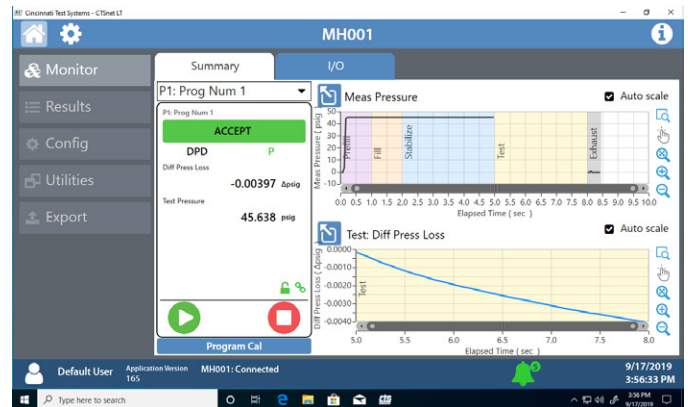 Cincinnati Test Systems - CTSnet LT
MH001
Monitor
Results
Config
Utilities
Export
Summary
I/O
P1: Prog Num 1
P1: Prog Num 1
ACCEPT
DPD P
Diff Press Loss
-0.00397 Δpsig
Test Pressure
45.638 psig
Program Cal
Meas Pressure
Auto scale
Meas Pressure ( psig )
50
40
30
20
10
0
-10
Prefill
Fill
Stabilize
Test
Exhaust
0.0 0.5 1.0 1.5 2.0 2.5 3.0 3.5 4.0 4.5 5.0 5.5 6.0 6.5 7.0 7.5 8.0 8.5 9.0 9.5 10.0
Elapsed Time ( sec )
Test: Diff Press Loss
Auto scale
Diff Press Loss ( Δpsig )
0.0000
-0.0010
-0.0020
-0.0030
-0.0040
Test
5.0 5.5 6.0 6.5 7.0 7.5 8.0
Elapsed Time ( sec )
Default User
Application Version
165
MH001: Connected
5
9/17/2019
3:56:33 PM
Type here to search
3:56 PM
9/17/2019